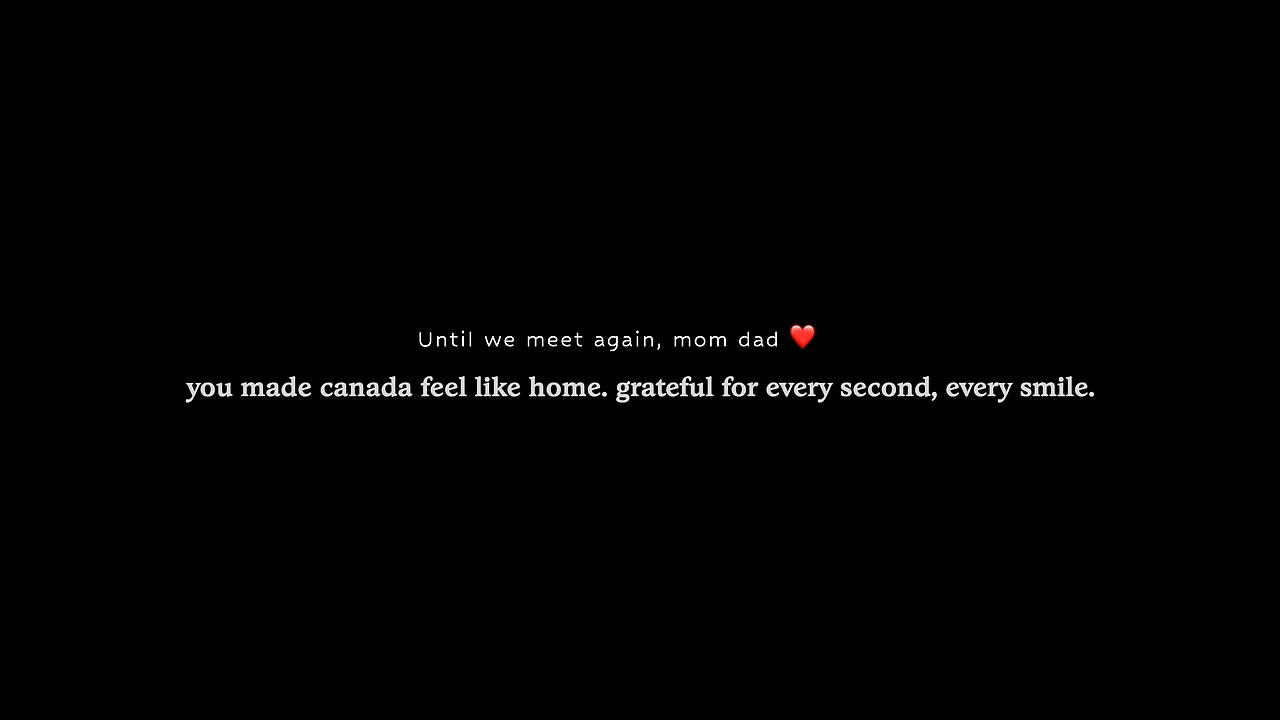 Until we meet again, mom dad ❤️
you made canada feel like home. grateful for every second, every smile.